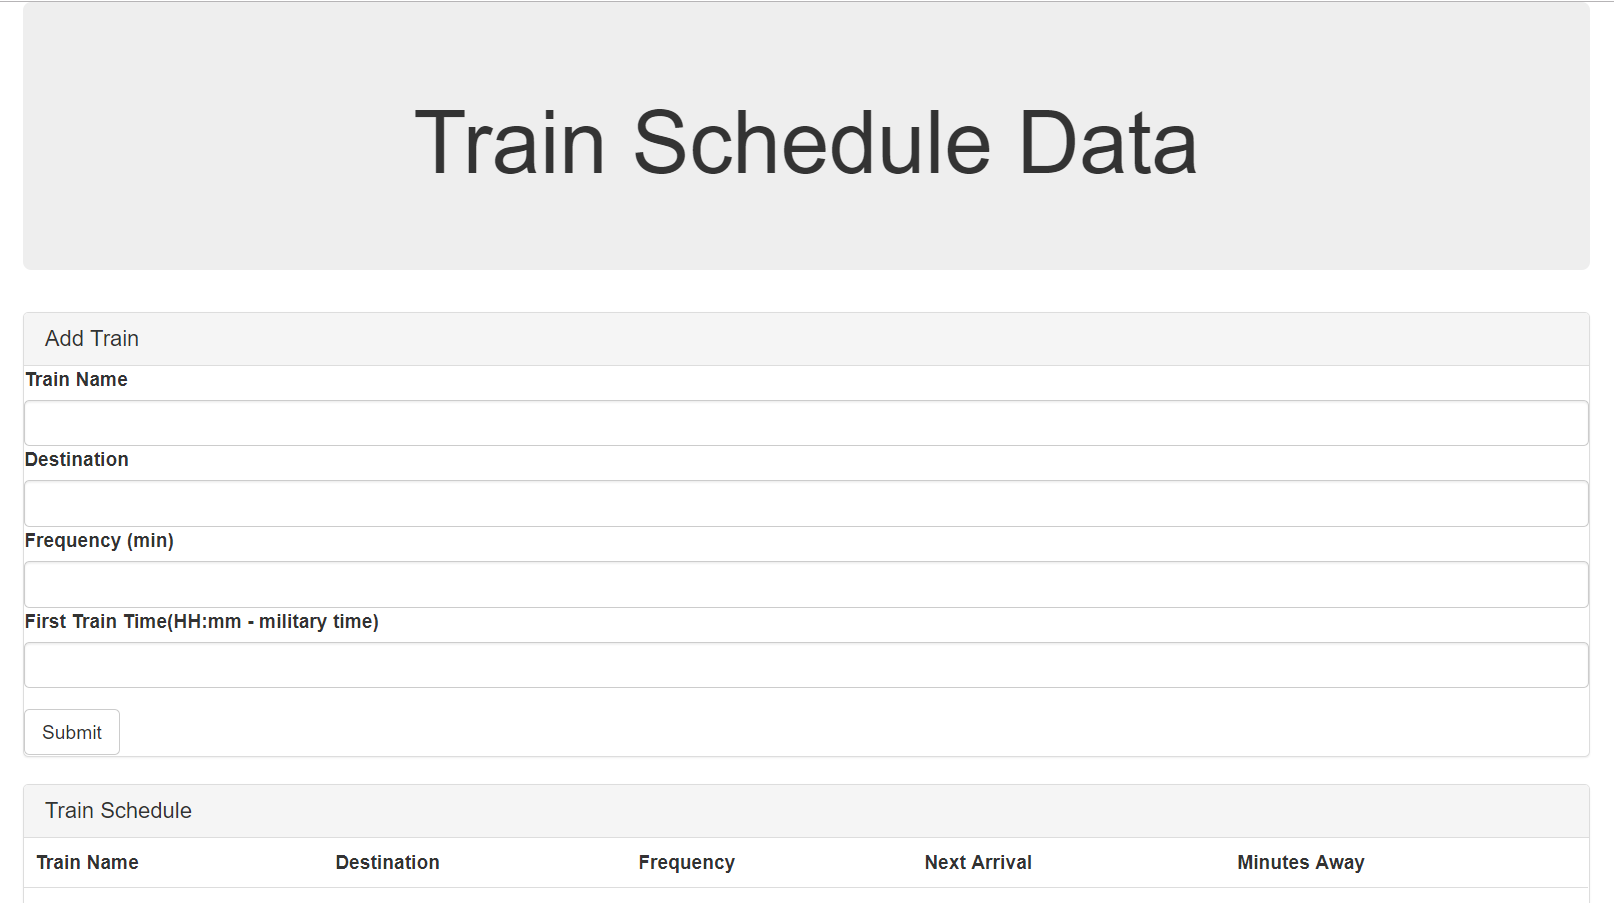 Train Schedule Data
Add Train
Train Name
Destination
Frequency (min)
First Train Time(HH:mm - military time)
Submit
Train Schedule
Train Name Destination Frequency Next Arrival Minutes Away